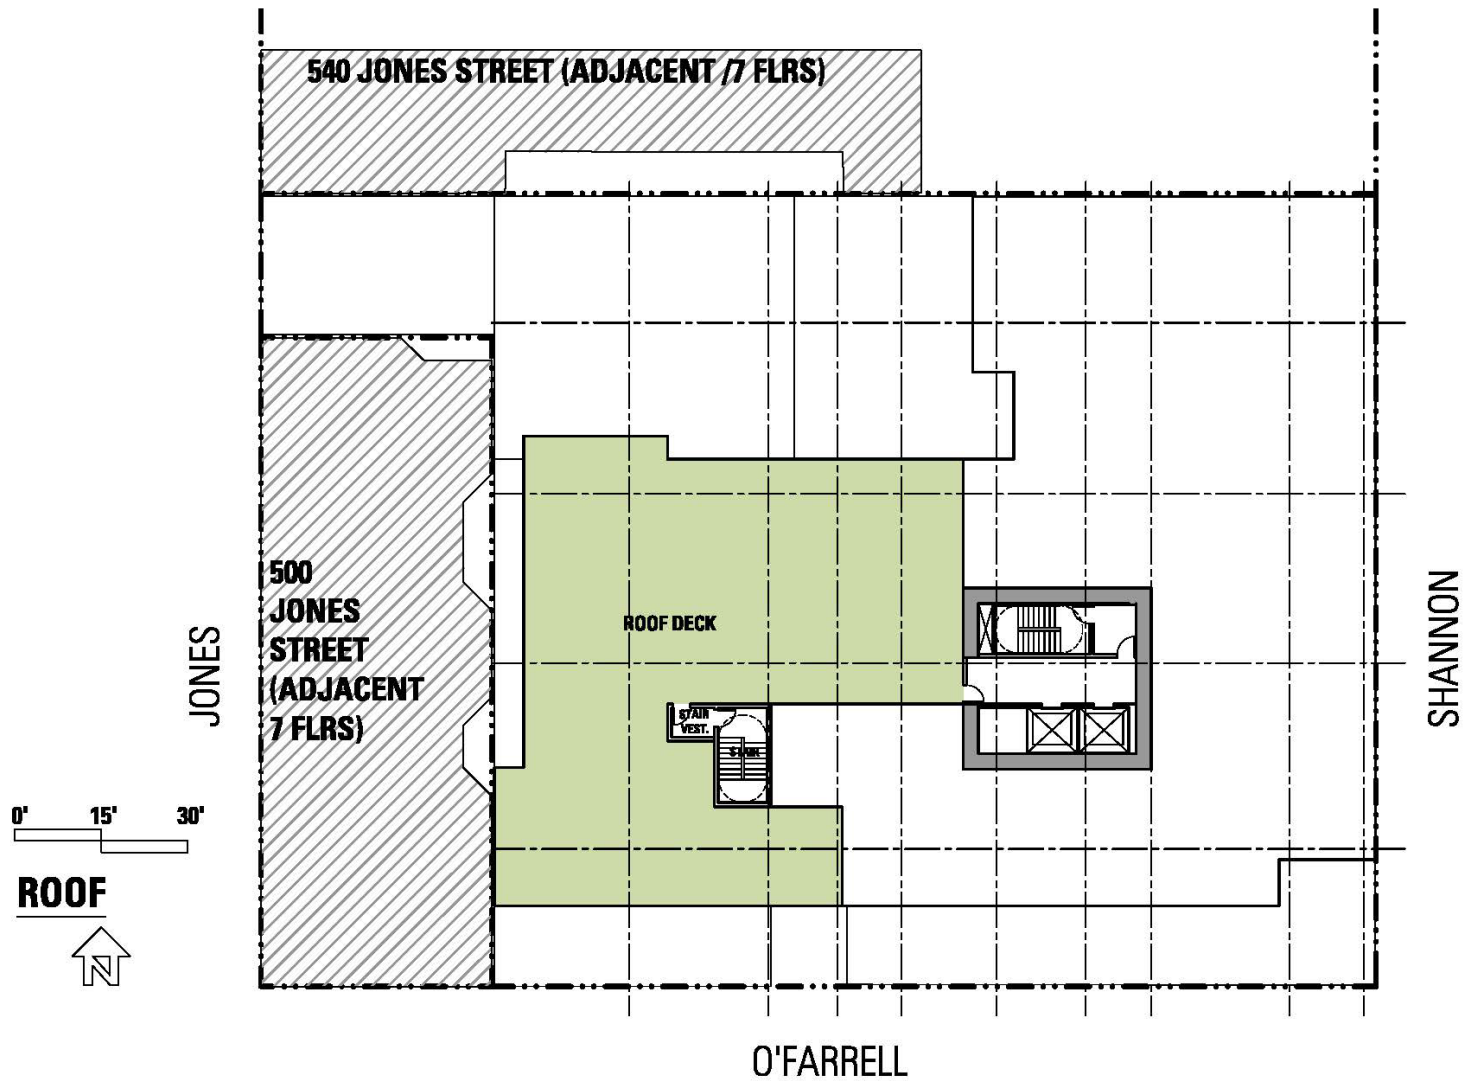 540 JONES STREET (ADJACENT /7 FLRS)
500
JONES
STREET
(ADJACENT
7 FLRS)
JONES
ROOF DECK
STAIR
VEST.
STAIR
SHANNON
0' 15' 30'
ROOF
N
O'FARRELL